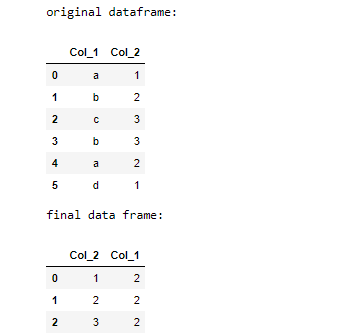 original dataframe:
Col_1 Col_2
0 a 1
1 b 2
2 c 3
3 b 3
4 a 2
5 d 1
final data frame:
Col_2 Col_1
0 1 2
1 2 2
2 3 2